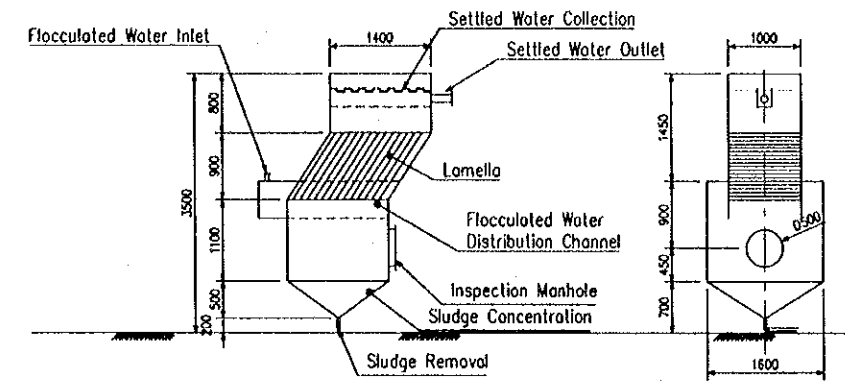 Settled Water Collection
Flocculated Water Inlet
1400
Settled Water Outlet
1000
800
1450
900
Lamella
3500
Flocculated Water
Distribution Channel
1100
900
D500
450
Inspection Manhole
500
Sludge Concentration
700
200
Sludge Removal
1600